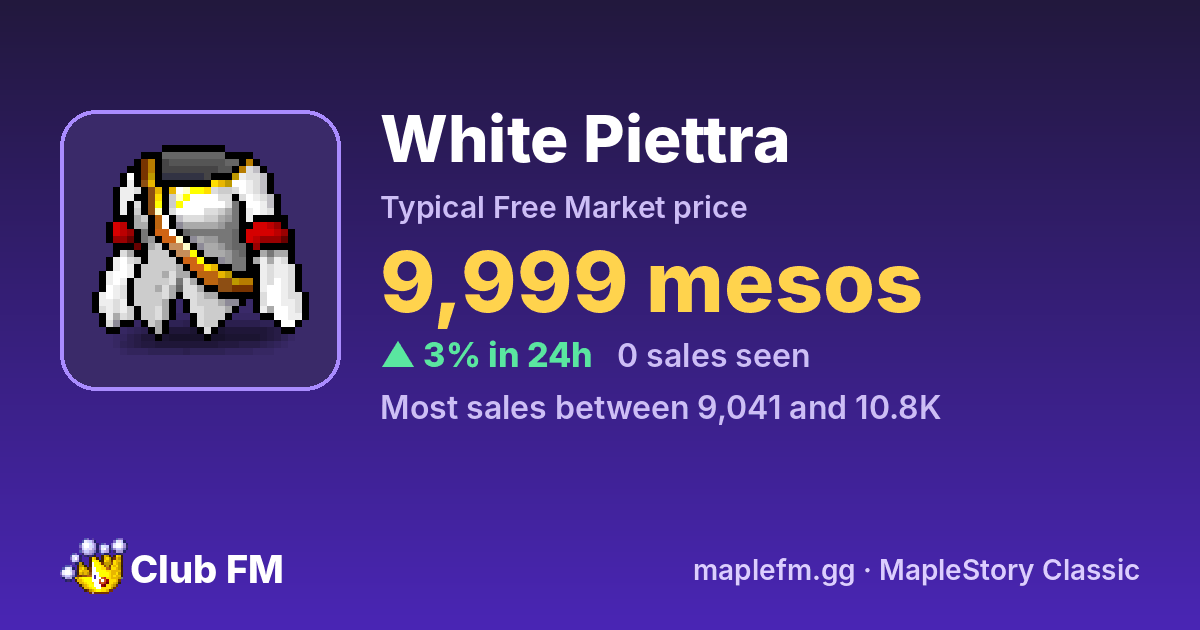 White Piettra
Typical Free Market price
9,999 mesos
▲ 3% in 24h 0 sales seen
Most sales between 9,041 and 10.8K
Club FM
maplefm.gg · MapleStory Classic